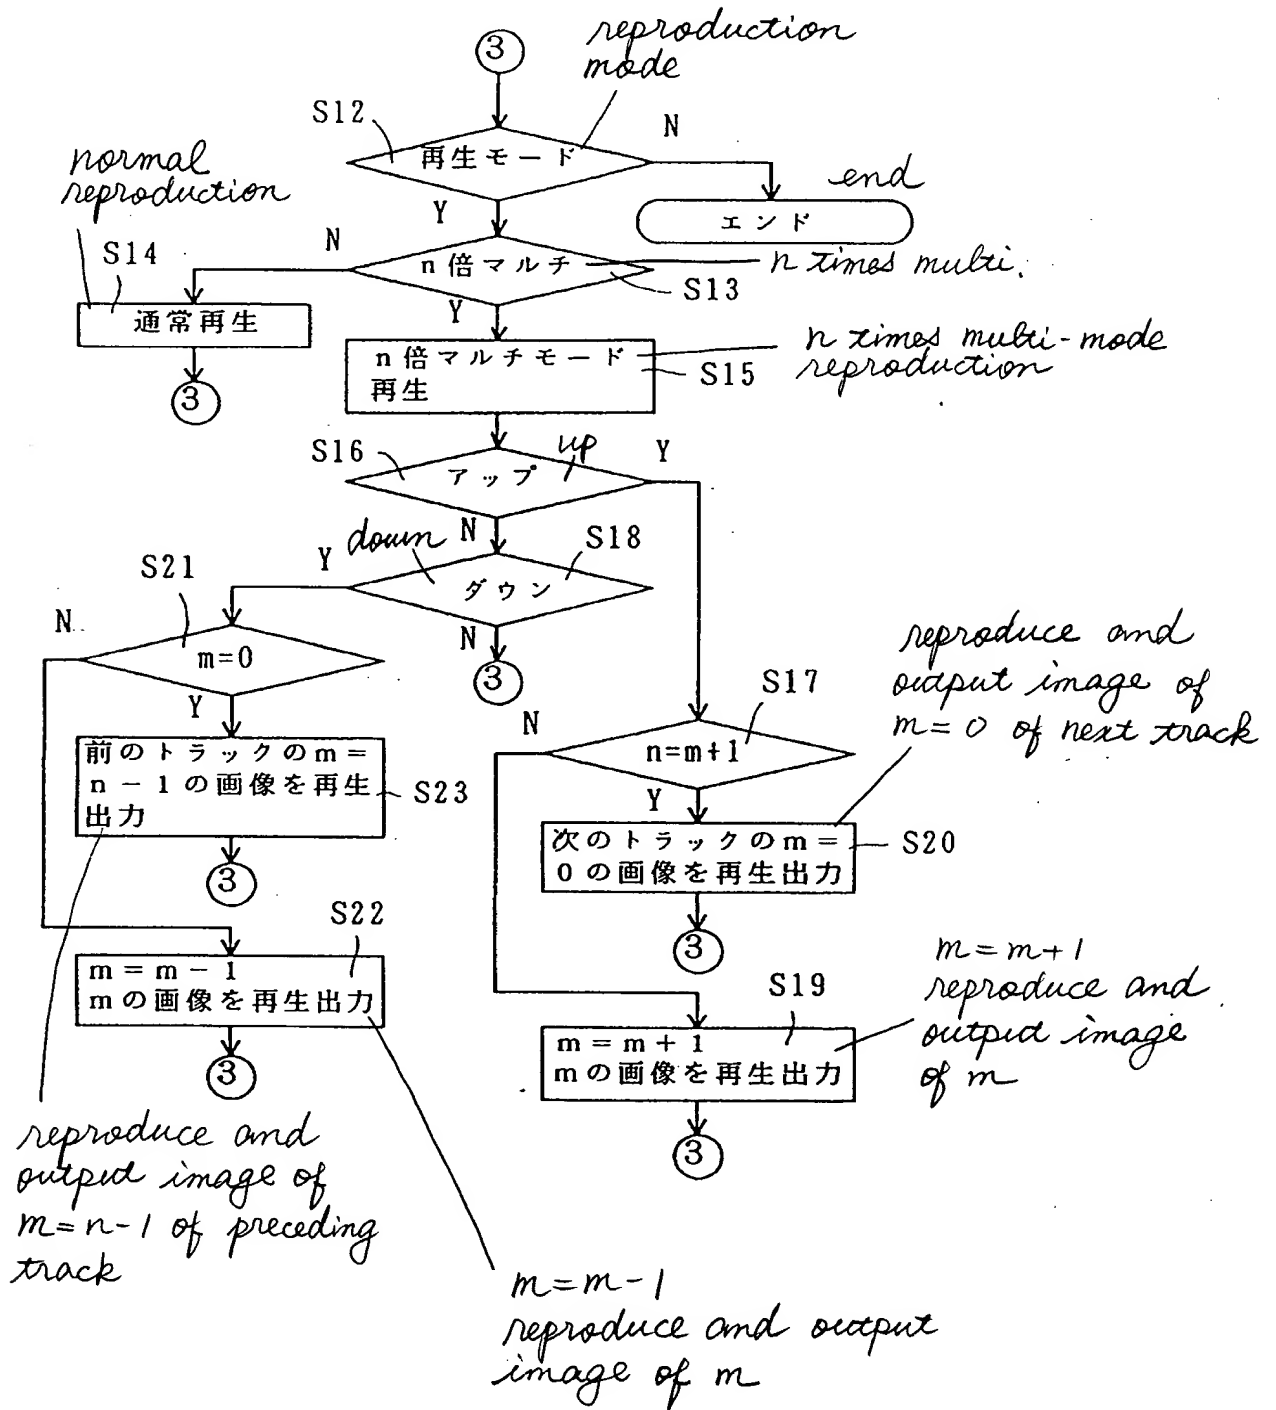 ③
reproduction
mode
S12
N
再生モード
normal
reproduction
end
エンド
Y
N
S14
n倍マルチ
n times multi.
S13
通常再生
Y
n times multi-mode
reproduction
n倍マルチモード
再生
S15
③
S16
up
Y
アップ
N
down
S18
Y
S21
ダウン
N
N
m=0
③
reproduce and
output image of
m=0 of next track
S17
N
n=m+1
Y
前のトラックのm=
n-1の画像を再生
出力
S23
Y
次のトラックのm=
0の画像を再生出力
S20
③
S22
③
m=m-1
mの画像を再生出力
m=m+1
reproduce and
output image
of m
S19
m=m+1
mの画像を再生出力
③
③
reproduce and
output image of
m=n-1 of preceding
track
m=m-1
reproduce and output
image of m